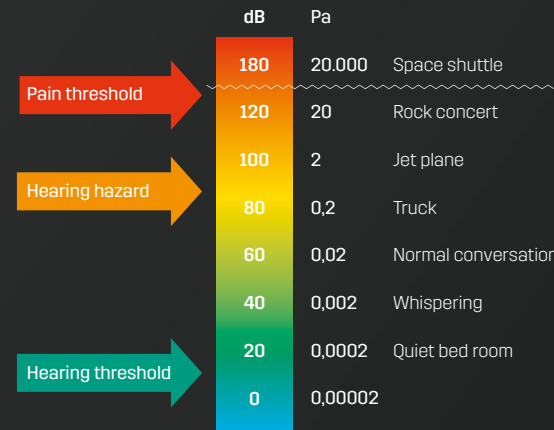 dB Pa
180 20.000 Space shuttle
Pain threshold
120 20 Rock concert
100 2 Jet plane
Hearing hazard
80 0,2 Truck
60 0,02 Normal conversation
40 0,002 Whispering
20 0,0002 Quiet bed room
Hearing threshold
0 0,00002